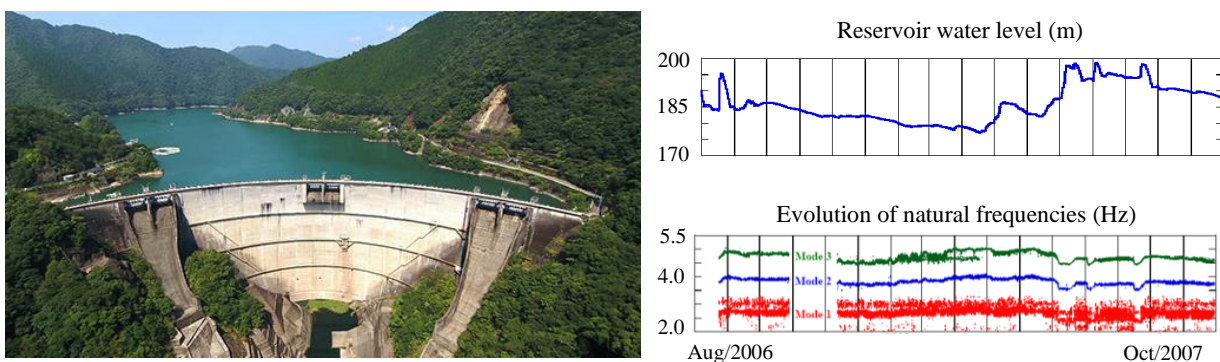 Reservoir water level (m)
200
185
170
Evolution of natural frequencies (Hz)
5.5
4.0
2.0
Mode 3
Mode 2
Mode 1
Aug/2006
Oct/2007